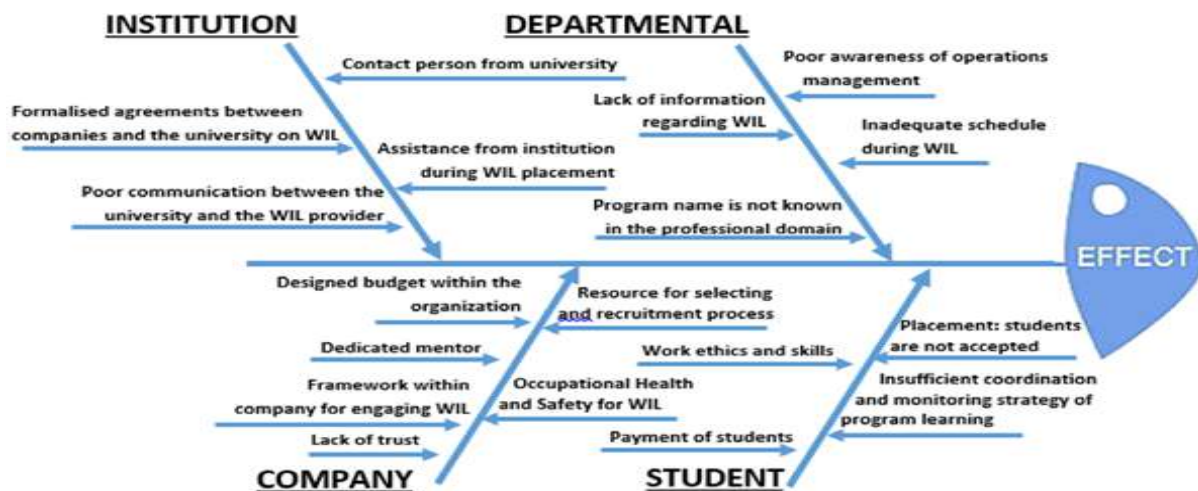 INSTITUTION
Contact person from university
Formalised agreements between
companies and the university on WIL
Assistance from institution
during WIL placement
Poor communication between the
university and the WIL provider
DEPARTMENTAL
Poor awareness of operations
management
Lack of information
regarding WIL
Inadequate schedule
during WIL
Program name is not known
in the professional domain
EFFECT
Designed budget within the
organization
Resource for selecting
and recruitment process
Dedicated mentor
Framework within
company for engaging WIL
Occupational Health
and Safety for WIL
Lack of trust
COMPANY
Placement: students
are not accepted
Work ethics and skills
Insufficient coordination
and monitoring strategy of
program learning
Payment of students
STUDENT